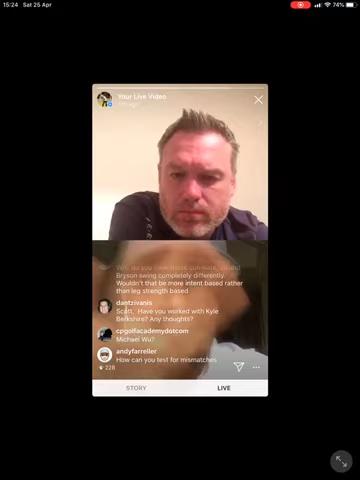 15:24 Sat 25 Apr
74%
Your Live Video
Bryson swing completely differently.
Wouldn't that be more intent based rather
than leg strength based
dantzivanis
Scott, Have you worked with Kyle
Berkshire? Any thoughts?
cpgolfacademydotcom
Michael Wu?
andyfarreller
How can you test for mismatches
228
STORY
LIVE